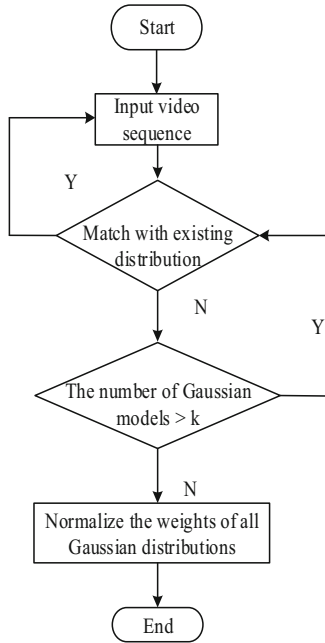 Start
Input video
sequence
Y
Match with existing
distribution
N
Y
The number of Gaussian
models > k
N
Normalize the weights of all
Gaussian distributions
End